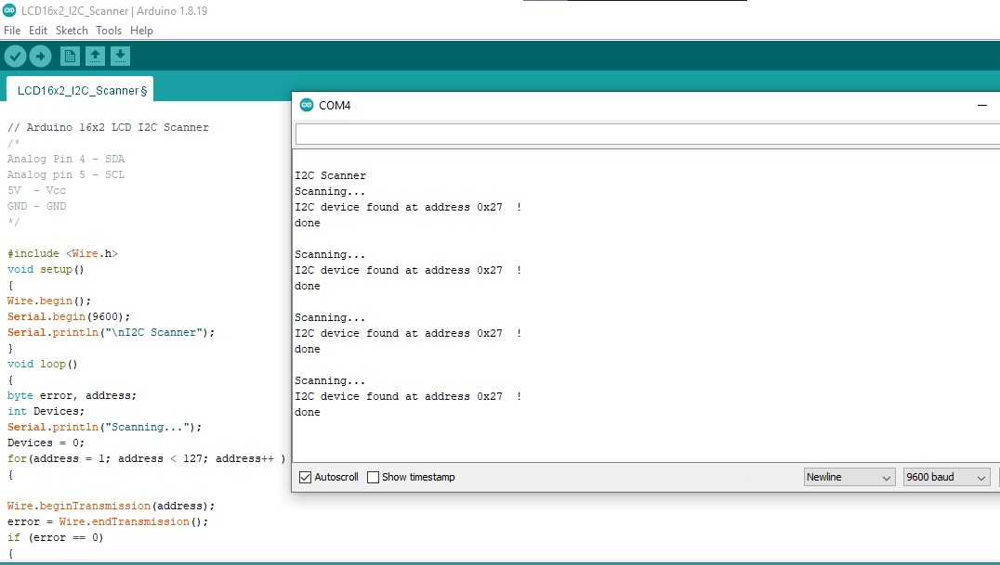 LCD16x2_I2C_Scanner | Arduino 1.8.19
File Edit Sketch Tools Help
LCD16x2_I2C_Scanner §
// Arduino 16x2 LCD I2C Scanner
/*
Analog Pin 4 - SDA
Analog pin 5 - SCL
5V  - Vcc
GND - GND
*/
#include <Wire.h>
void setup()
{
Wire.begin();
Serial.begin(9600);
Serial.println("\nI2C Scanner");
}
void loop()
{
byte error, address;
int Devices;
Serial.println("Scanning...");
Devices = 0;
for(address = 1; address < 127; address++ )
{
Wire.beginTransmission(address);
error = Wire.endTransmission();
if (error == 0)
{
COM4
I2C Scanner
Scanning...
I2C device found at address 0x27  !
done
Scanning...
I2C device found at address 0x27  !
done
Scanning...
I2C device found at address 0x27  !
done
Scanning...
I2C device found at address 0x27  !
done
Autoscroll Show timestamp Newline 9600 baud